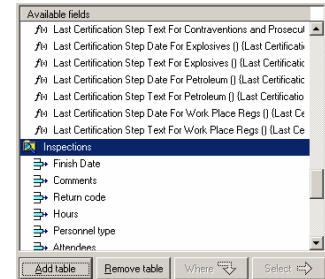 Available fields
f(x) Last Certification Step Text For Contraventions and Prosecut
f(x) Last Certification Step Date For Explosives () {Last Certificatic
f(x) Last Certification Step Text For Explosives () {Last Certificatic
f(x) Last Certification Step Date For Petroleum () {Last Certificatic
f(x) Last Certification Step Text For Petroleum () {Last Certificatio
f(x) Last Certification Step Date For Work Place Regs () {Last Ce
f(x) Last Certification Step Text For Work Place Regs () {Last Ce
Inspections
Finish Date
Comments
Return code
Hours
Personnel type
Attendees
Add table Remove table Where Select